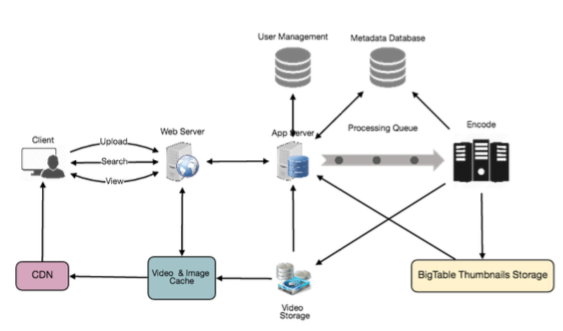 User Management
Metadata Database
Client
Upload
Search
View
Web Server
App Server
Processing Queue
Encode
CDN
Video & Image
Cache
Video
Storage
BigTable Thumbnails Storage